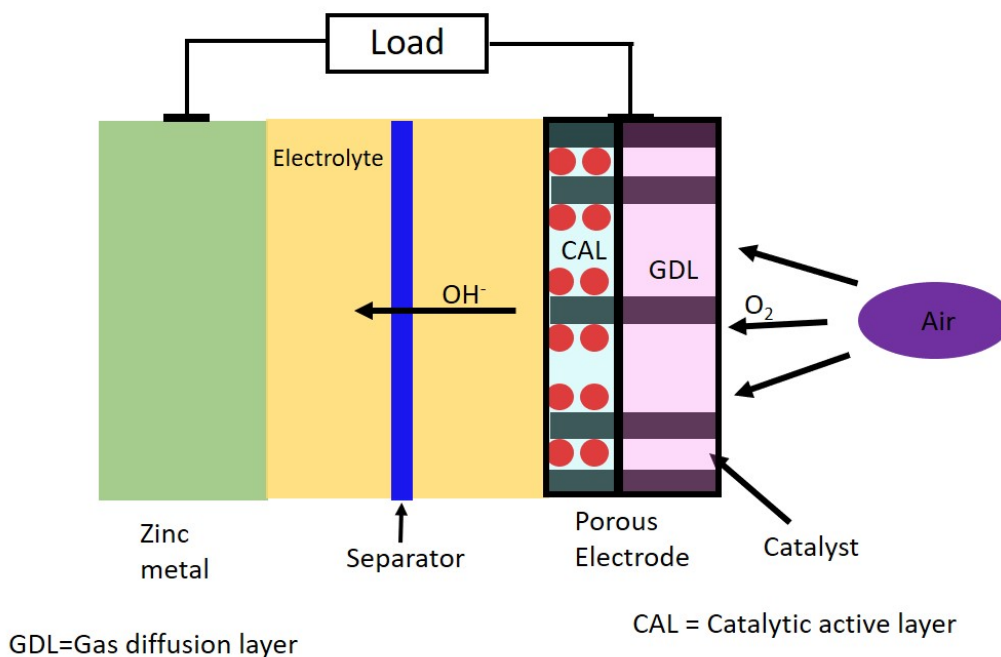 Load
Electrolyte
CAL
GDL
OH⁻
O₂
Air
Zinc
metal
Separator
Porous
Electrode
Catalyst
GDL=Gas diffusion layer
CAL = Catalytic active layer